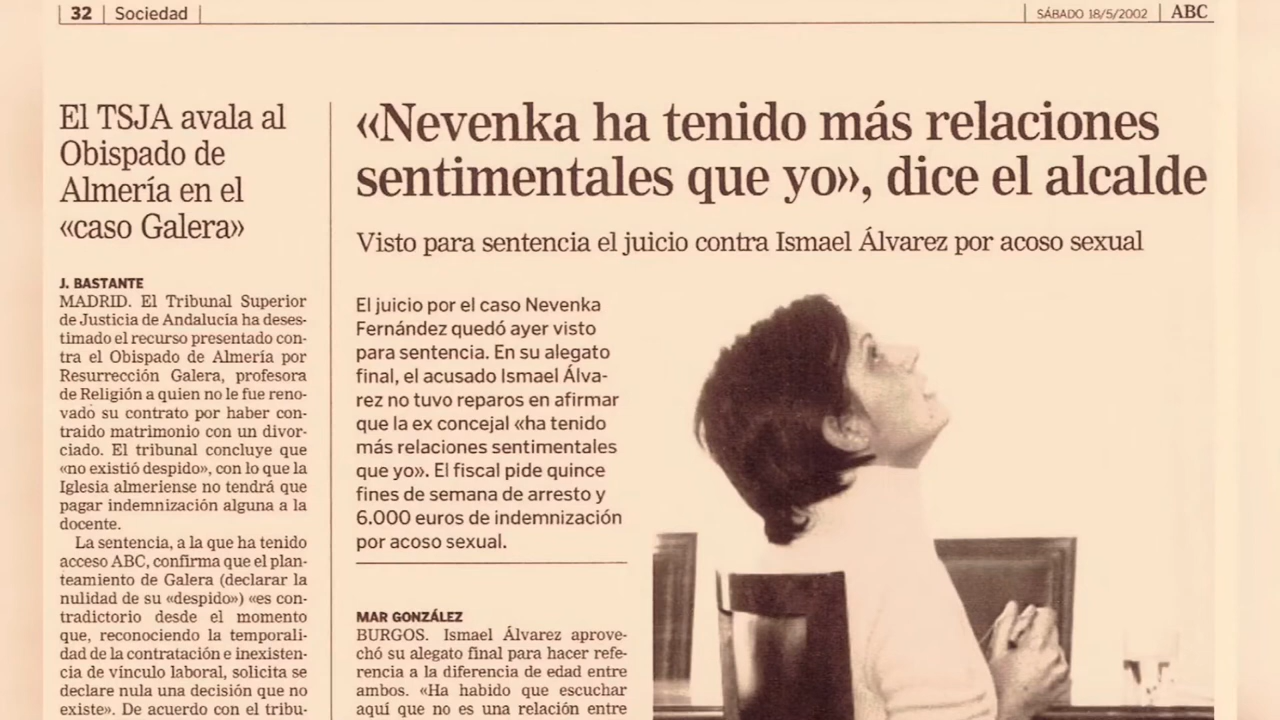 32 | Sociedad
SÁBADO 18/5/2002 | ABC
El TSJA avala al
Obispado de
Almería en el
«caso Galera»
J. BASTANTE
MADRID. El Tribunal Superior
de Justicia de Andalucía ha deses-
timado el recurso presentado con-
tra el Obispado de Almería por
Resurrección Galera, profesora
de Religión a quien no le fue reno-
vado su contrato por haber con-
traido matrimonio con un divor-
ciado. El tribunal concluye que
«no existió despido», con lo que la
Iglesia almeriense no tendrá que
pagar indemnización alguna a la
docente.
La sentencia, a la que ha tenido
acceso ABC, confirma que el plan-
teamiento de Galera (declarar la
nulidad de su «despido») «es con-
tradictorio desde el momento
que, reconociendo la temporali-
dad de la contratación e inexisten-
cia de vínculo laboral, solicita se
declare nula una decisión que no
existe». De acuerdo con el tribu-
«Nevenka ha tenido más relaciones
sentimentales que yo», dice el alcalde
Visto para sentencia el juicio contra Ismael Álvarez por acoso sexual
El juicio por el caso Nevenka
Fernández quedó ayer visto
para sentencia. En su alegato
final, el acusado Ismael Álva-
rez no tuvo reparos en afirmar
que la ex concejal «ha tenido
más relaciones sentimentales
que yo». El fiscal pide quince
fines de semana de arresto y
6.000 euros de indemnización
por acoso sexual.
MAR GONZÁLEZ
BURGOS. Ismael Álvarez aprove-
chó su alegato final para hacer refe-
rencia a la diferencia de edad entre
ambos. «Ha habido que escuchar
aquí que no es una relación entre